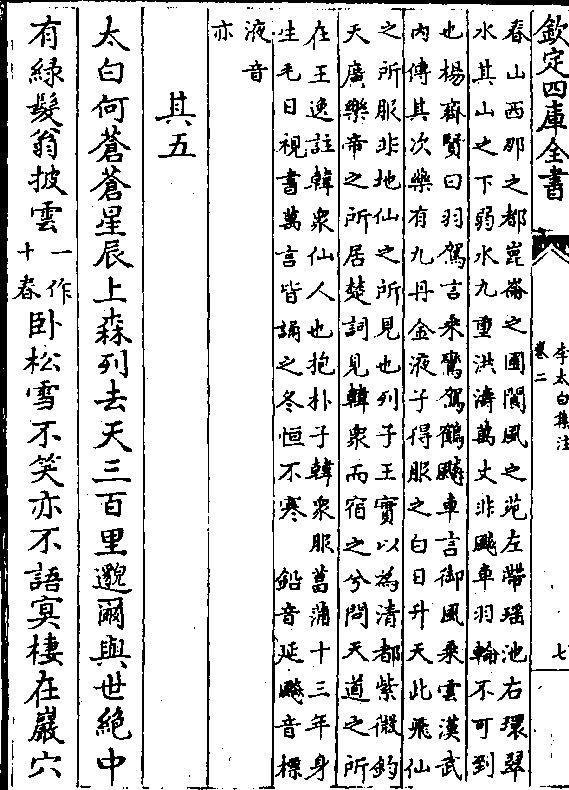 欽定四庫全書
李太白集注
卷二
七
春山西那之都崑崙之圃閬風之苑左帶瑶池右環翠
水其山之下弱水九重洪濤萬丈非飈車羽輪不可到
也楊齊賢曰羽駕言乘鸞駕鶴飈車言御風乘雲漢武
内傳其次藥有九丹金液子得服之白日升天此飛仙
之所服非地仙之所見也列子王實以為清都紫微鈞
天廣樂帝之所居楚詞見韓衆而宿之兮問天道之所
在王逸註韓衆仙人也抱朴子韓衆服菖蒲十三年身
生毛日視書萬言皆誦之冬恒不寒 鉛音延飈音標
液音
亦
其五
太白何蒼蒼星辰上森列去天三百里邈爾與世絶中
有緑髮翁披雲一作
十春卧松雪不笑亦不語冥棲在巖穴